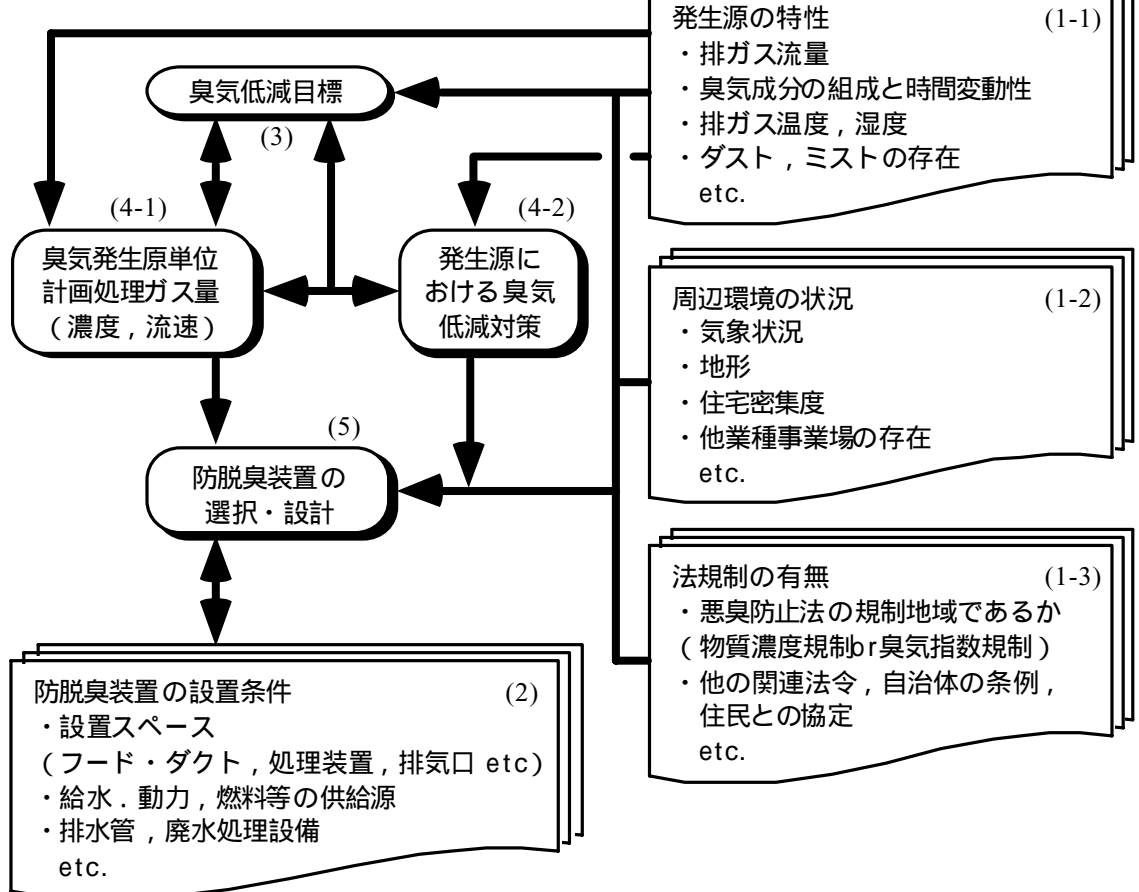 発生源の特性 (1-1)
・排ガス流量
・臭気成分の組成と時間変動性
・排ガス温度，湿度
・ダスト，ミストの存在
etc.
臭気低減目標
(3)
(4-1)
臭気発生原単位
計画処理ガス量
（濃度，流速）
(4-2)
発生源に
おける臭気
低減対策
周辺環境の状況 (1-2)
・気象状況
・地形
・住宅密集度
・他業種事業場の存在
etc.
(5)
防脱臭装置の
選択・設計
法規制の有無 (1-3)
・悪臭防止法の規制地域であるか
（物質濃度規制or臭気指数規制）
・他の関連法令，自治体の条例，
住民との協定
etc.
防脱臭装置の設置条件 (2)
・設置スペース
（フード・ダクト，処理装置，排気口 etc）
・給水．動力，燃料等の供給源
・排水管，廃水処理設備
etc.